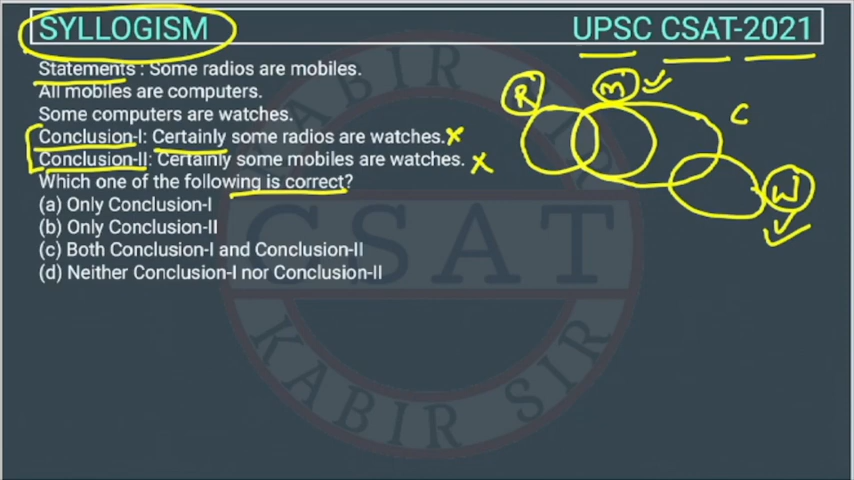 SYLLOGISM
UPSC CSAT-2021
Statements : Some radios are mobiles.
All mobiles are computers.
Some computers are watches.
Conclusion-I: Certainly some radios are watches.
Conclusion-II: Certainly some mobiles are watches.
Which one of the following is correct?
(a) Only Conclusion-I
(b) Only Conclusion-II
(c) Both Conclusion-I and Conclusion-II
(d) Neither Conclusion-I nor Conclusion-II
R
M
C
W
KABIR SIR
CSAT
KABIR SIR